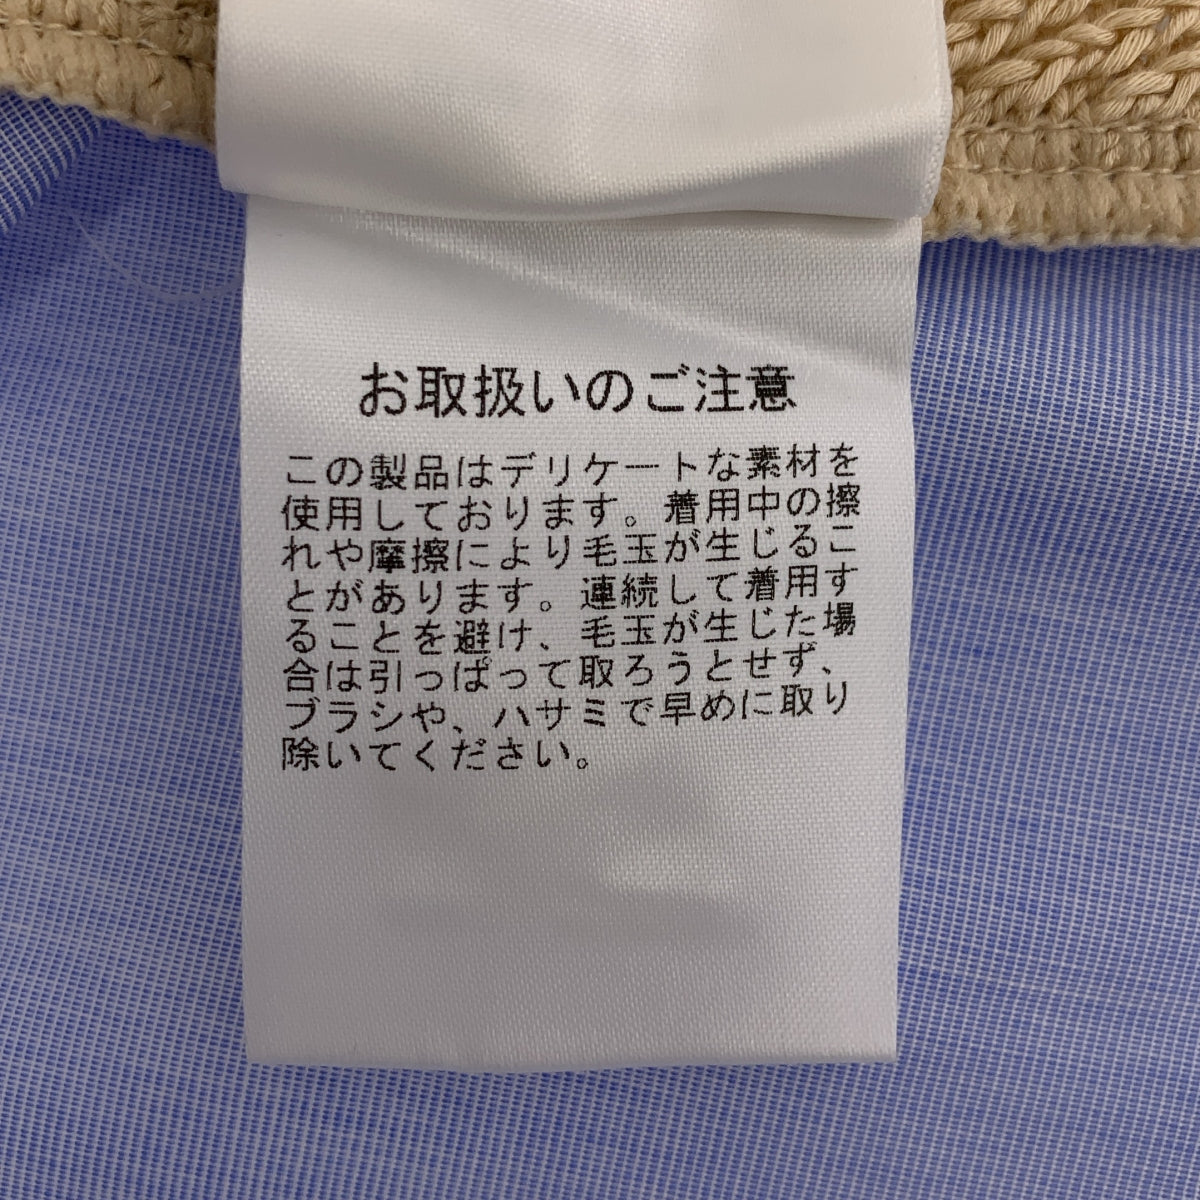 お取扱いのご注意
この製品はデリケートな素材を
使用しております。着用中の擦
れや摩擦により毛玉が生じるこ
とがあります。連続して着用す
ることを避け、毛玉が生じた場
合は引っぱって取ろうとせず、
ブラシや、ハサミで早めに取り
除いてください。